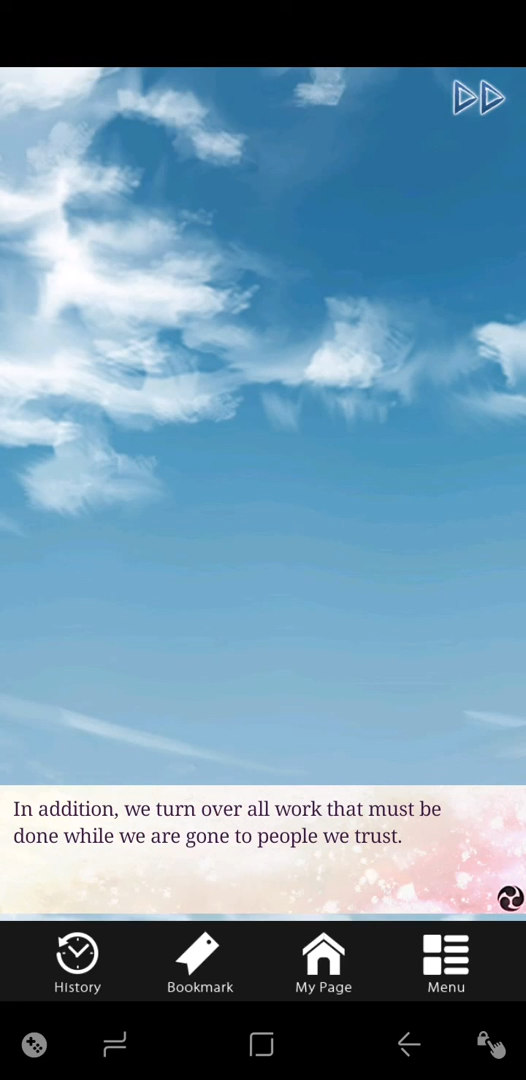 In addition, we turn over all work that must be
done while we are gone to people we trust.
History
Bookmark
My Page
Menu